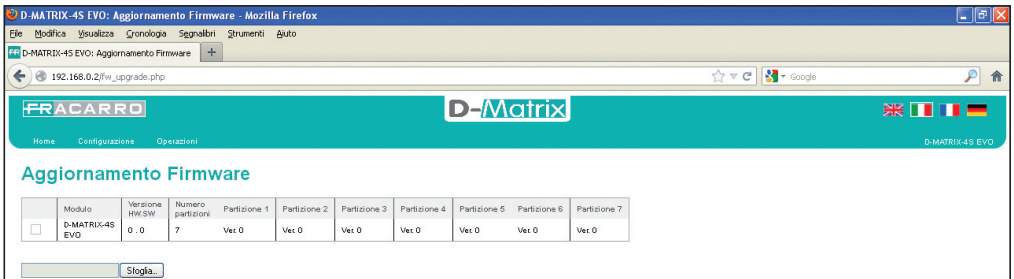 D-MATRIX-4S EVO: Aggiornamento Firmware - Mozilla Firefox
File Modifica Visualizza Cronologia Segnalibri Strumenti Aiuto
FR D-MATRIX-4S EVO: Aggiornamento Firmware +
192.168.0.2/fw_upgrade.php Google
FRACARRO D-Matrix
Home Configurazione Operazioni D-MATRIX-4S EVO
Aggiornamento Firmware
Modulo Versione HW.SW Numero partizioni Partizione 1 Partizione 2 Partizione 3 Partizione 4 Partizione 5 Partizione 6 Partizione 7
D-MATRIX-4S EVO 0 . 0 7 Ver. 0 Ver. 0 Ver. 0 Ver. 0 Ver. 0 Ver. 0 Ver. 0
Sfoglia...